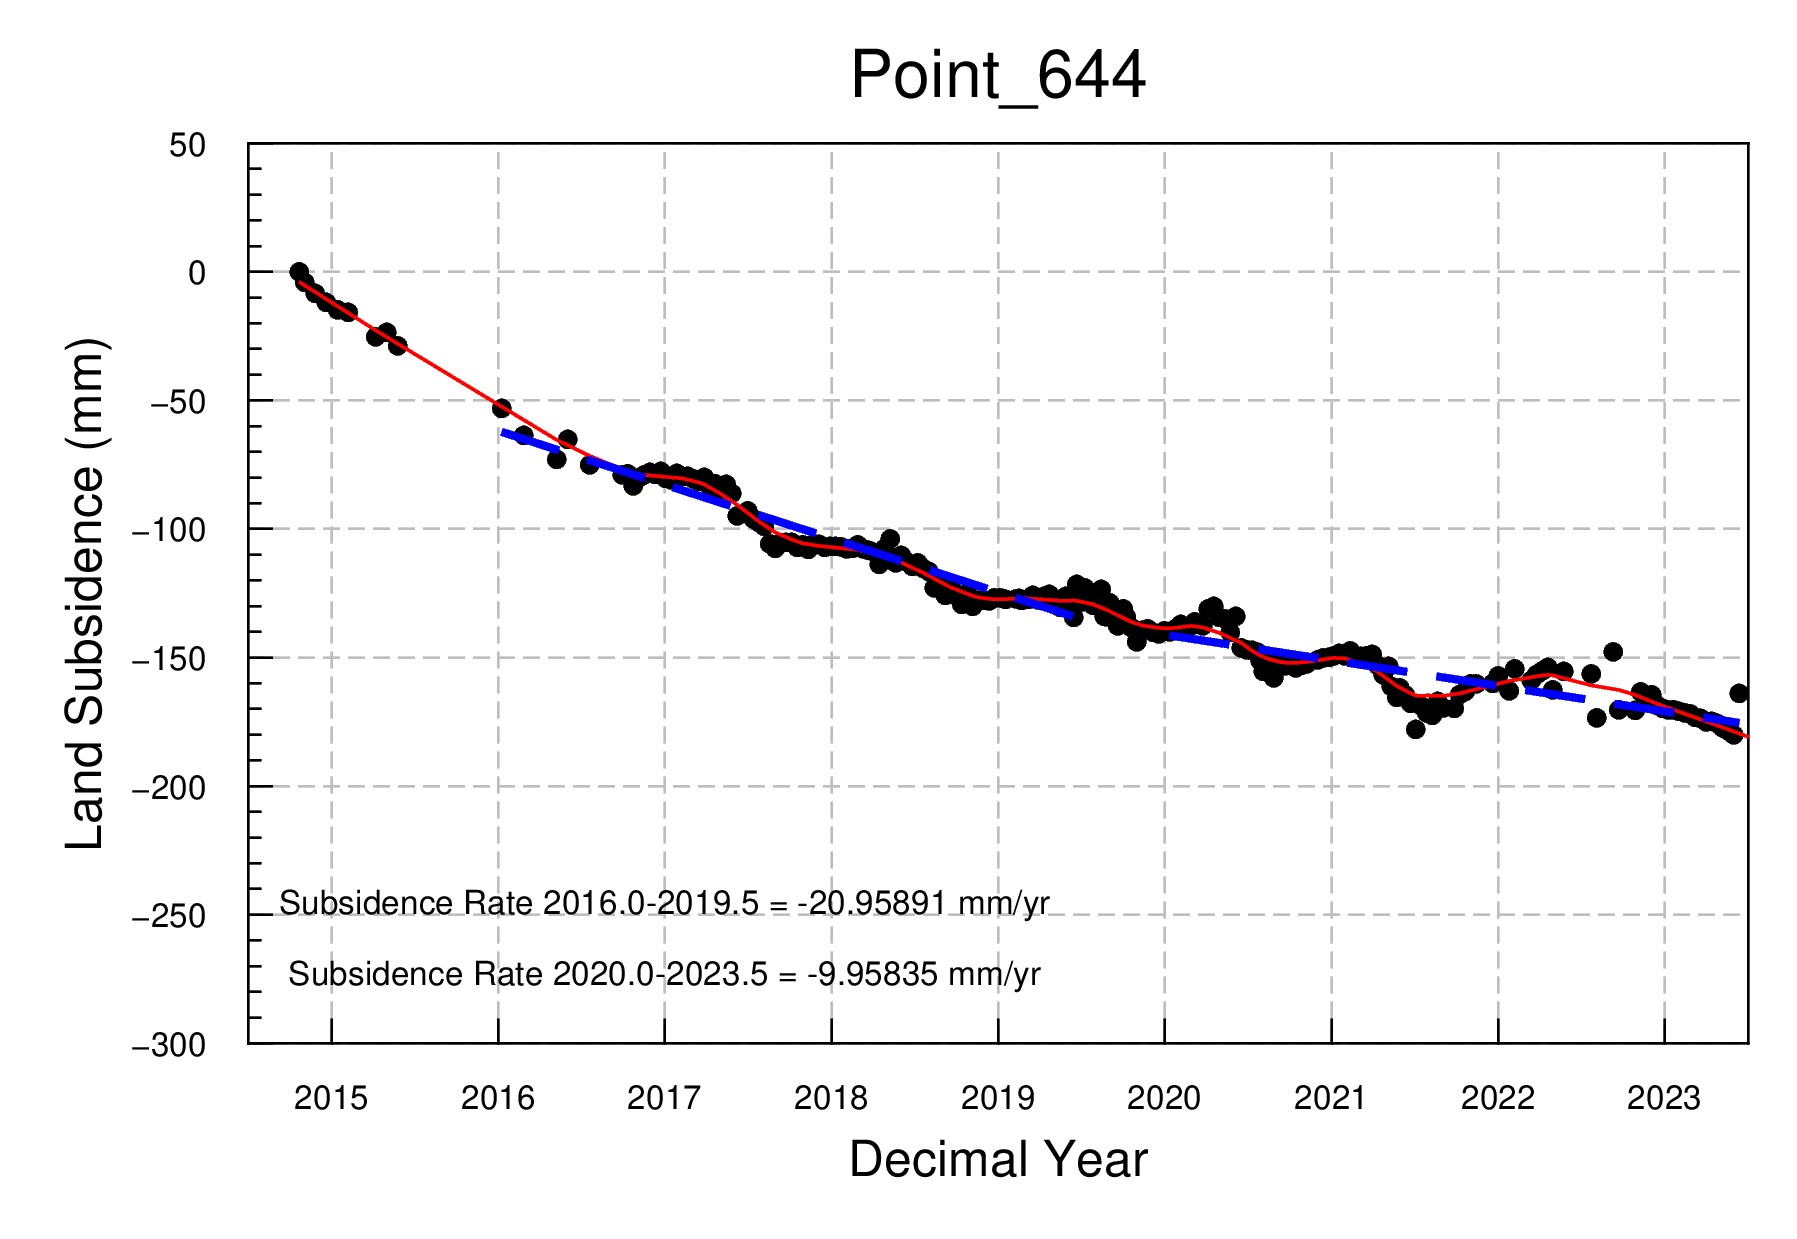 Point_644
50
0
−50
−100
−150
−200
−250
−300
Land Subsidence (mm)
Subsidence Rate 2016.0-2019.5 = -20.95891 mm/yr
Subsidence Rate 2020.0-2023.5 = -9.95835 mm/yr
2015 2016 2017 2018 2019 2020 2021 2022 2023
Decimal Year